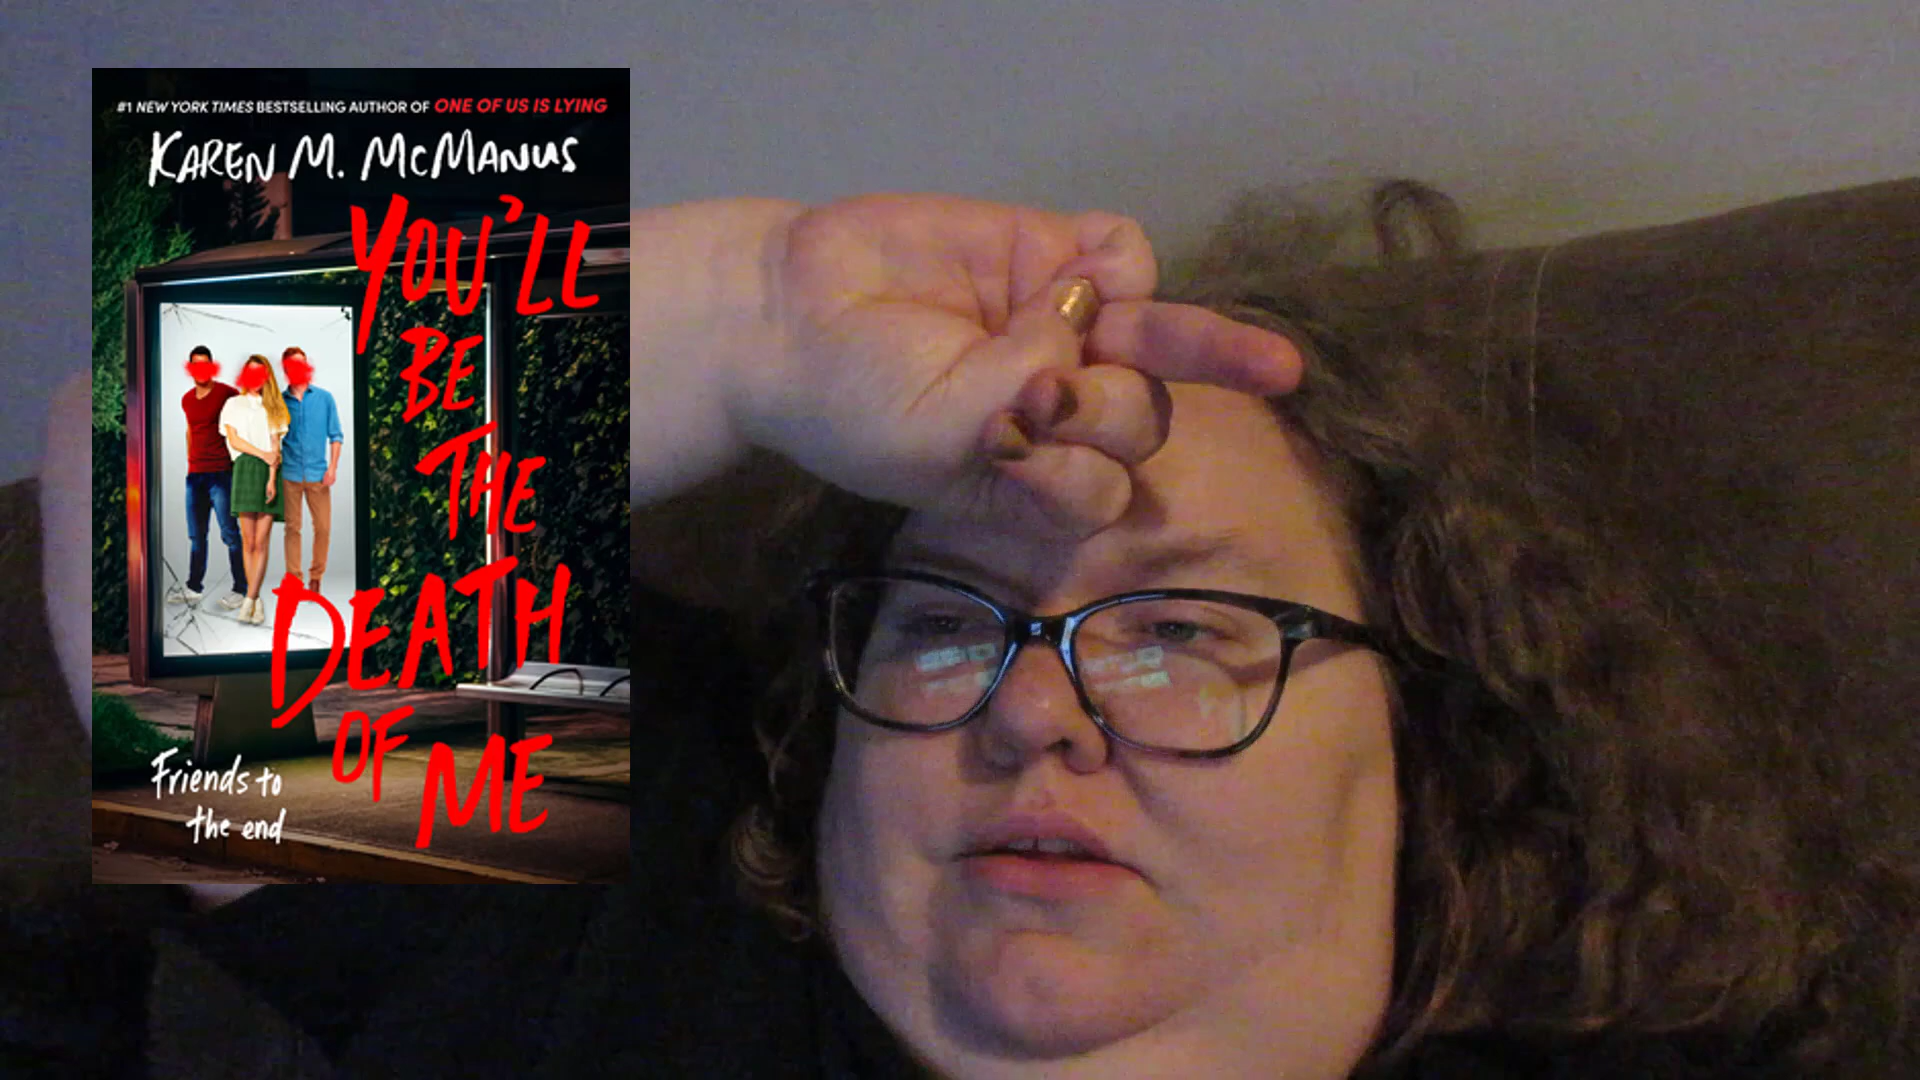 #1 NEW YORK TIMES BESTSELLING AUTHOR OF ONE OF US IS LYING
KAREN M. MCMANUS
YOU'LL
BE
THE
DEATH
OF
ME
Friends to
the end